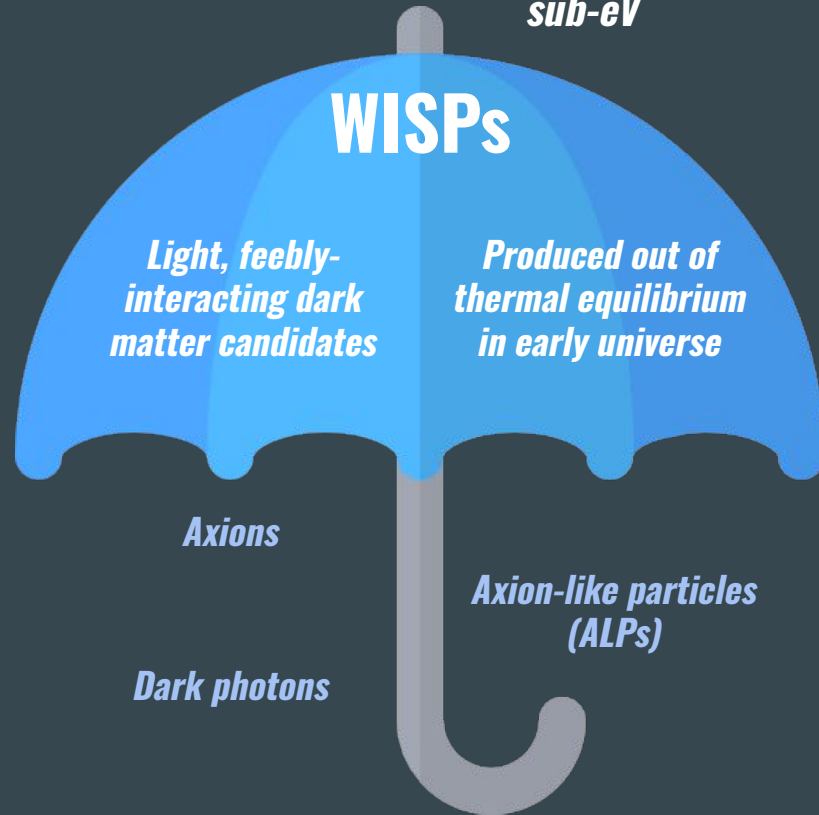 sub-eV
WISPs
Light, feebly-
interacting dark
matter candidates
Produced out of
thermal equilibrium
in early universe
Axions
Axion-like particles
(ALPs)
Dark photons